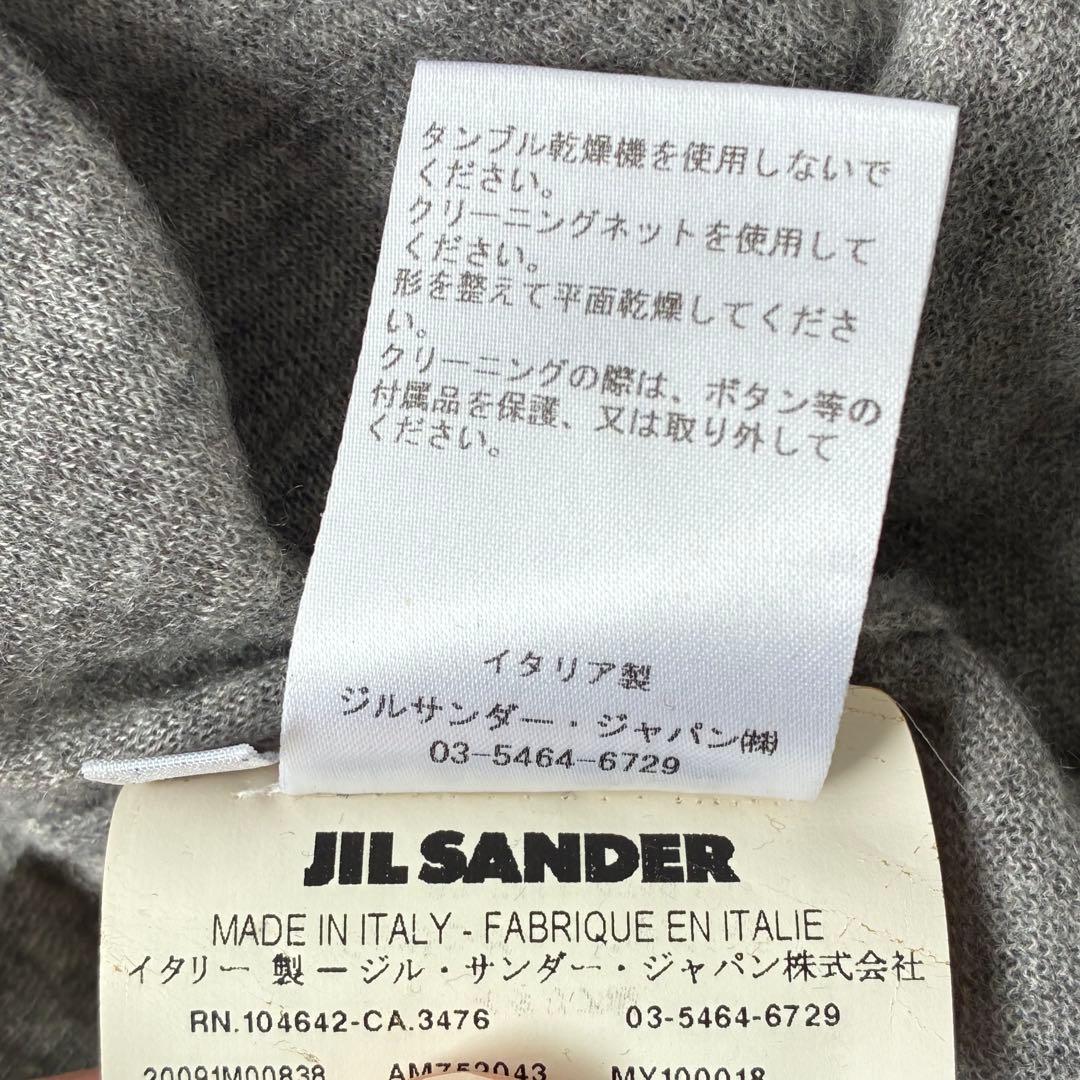 タンブル乾燥機を使用しないで
ください。
クリーニングネットを使用して
ください。
形を整えて平面乾燥してくださ
い。
クリーニングの際は、ボタン等の
付属品を保護、又は取り外して
ください。
イタリア製
ジルサンダー・ジャパン㈱
03-5464-6729
JIL SANDER
MADE IN ITALY - FABRIQUE EN ITALIE
イタリー 製 ー ジル・サンダー・ジャパン株式会社
RN.104642-CA.3476 03-5464-6729
20091M00838 MY100018